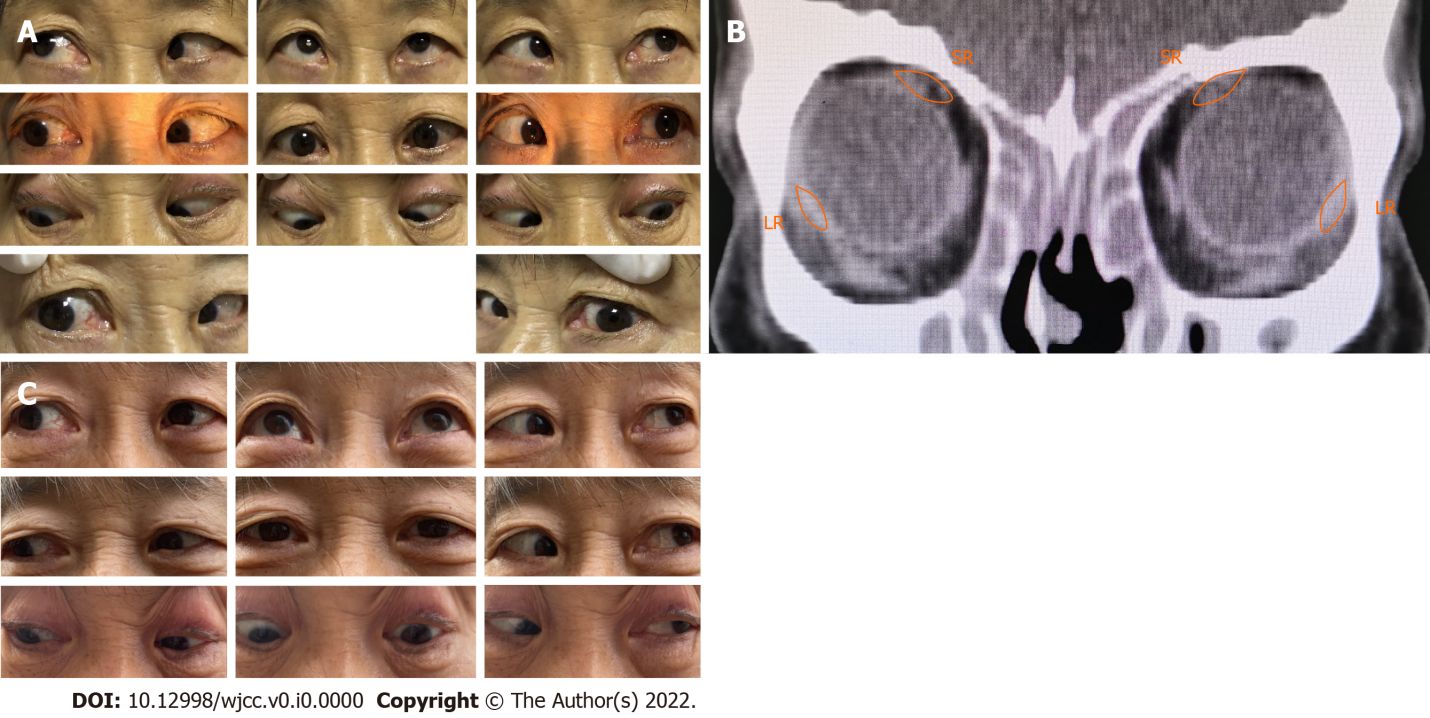 A
B
SR
SR
LR
LR
C
DOI: 10.12998/wjcc.v0.i0.0000 Copyright © The Author(s) 2022.